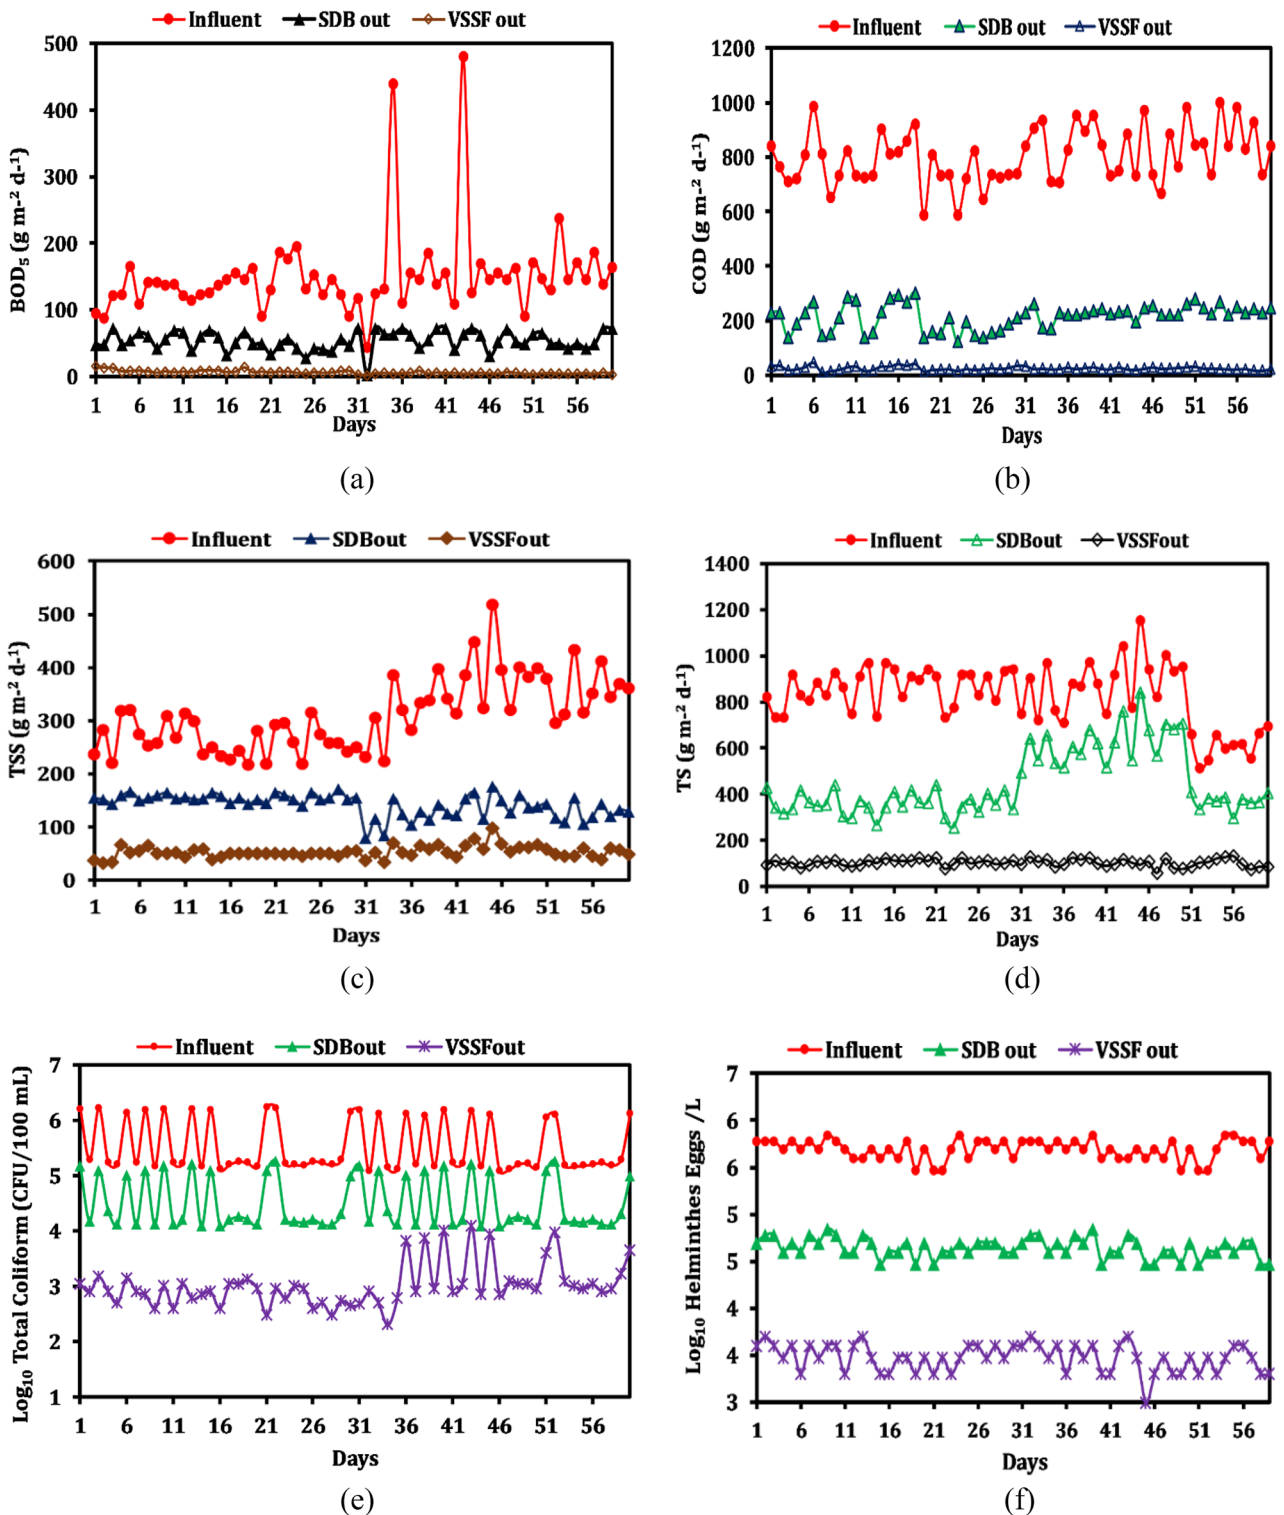 Influent SDB out VSSF out
500
400
300
200
100
0
BOD₅ (g m-² d-¹)
1 6 11 16 21 26 31 36 41 46 51 56
Days
(a)
Influent SDB out VSSF out
1200
1000
800
600
400
200
0
COD (g m-² d-¹)
1 6 11 16 21 26 31 36 41 46 51 56
Days
(b)
Influent SDBout VSSFout
600
500
400
300
200
100
0
TSS (g m-² d-¹)
1 6 11 16 21 26 31 36 41 46 51 56
Days
(c)
Influent SDBout VSSFout
1400
1200
1000
800
600
400
200
0
TS (g m-² d-¹)
1 6 11 16 21 26 31 36 41 46 51 56
Days
(d)
Influent SDBout VSSFout
7
6
5
4
3
2
1
Log₁₀ Total Coliform (CFU/100 mL)
1 6 11 16 21 26 31 36 41 46 51 56
Days
(e)
Influent SDB out VSSF out
7
6
6
5
5
4
4
3
Log₁₀ Helminthes Eggs /L
1 6 11 16 21 26 31 36 41 46 51 56
Days
(f)